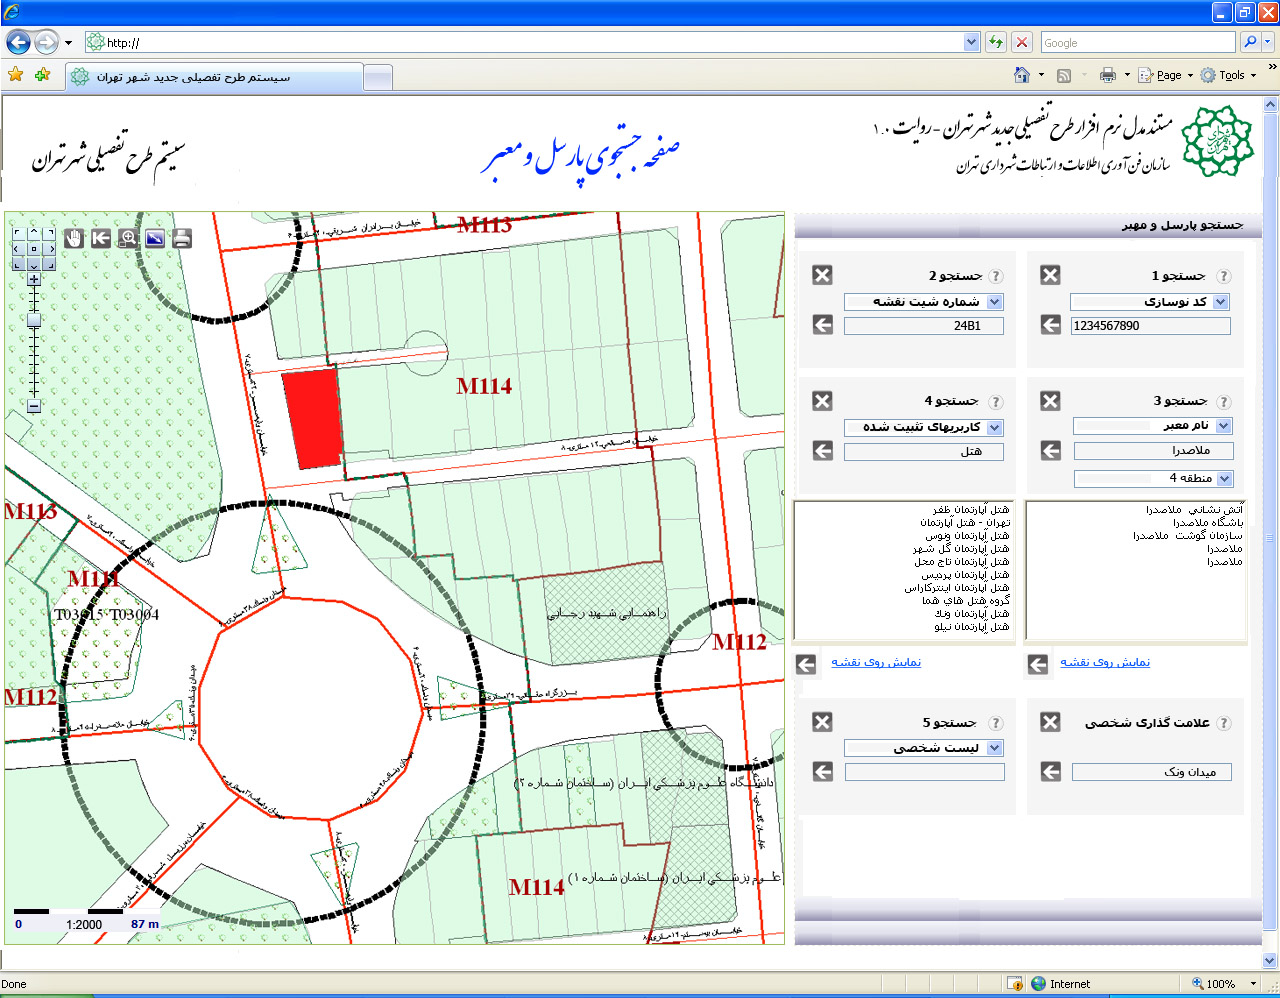 http://
Google
سیستم طرح تفصیلی جدید شهر تهران
Page
Tools
مستند مدل نرم افزار طرح تفصیلی جدید شهر تهران - روایت ۱.۰
سازمان فن آوری اطلاعات و ارتباطات شهرداری تهران
صفحه جستجوی پارسل و معبر
سیستم طرح تفصیلی شهر تهران
جستجو پارسل و مهبر
جستجو 1
?
کد نوسازی
1234567890
جستجو 2
?
شماره شیت نقشه
24B1
جستجو 3
?
نام معبر
ملاصدرا
منطقه 4
جستجو 4
?
کاربریهای تثبیت شده
هتل
آتش نشاني ملاصدرا
باشگاه ملاصدرا
سازمان گوشت ملاصدرا
ملاصدرا
ملاصدرا
هتل آپارتمان ظفر
تهران - هتل آپارتمان
هتل آپارتمان ونوس
هتل آپارتمان گل شهر
هتل آپارتمان تاج محل
هتل آپارتمان پردیس
هتل آپارتمان اینترکاراس
گروه هتل هاي هما
هتل آپارتمان ونك
هتل آپارتمان نیلو
نمایش روی نقشه
نمایش روی نقشه
علامت گذاری شخصی
?
میدان ونک
جستجو 5
?
لیست شخصی
M113
M114
M113
M111
T03015 T03004
M112
M112
راهنمایی شهید رجایی
دانشگاه علوم پزشکی ایران (ساختمان شماره ۲)
علوم پزشکی ایران (ساختمان شماره ۱)
M114
0
1:2000
87 m
Done
Internet
100%